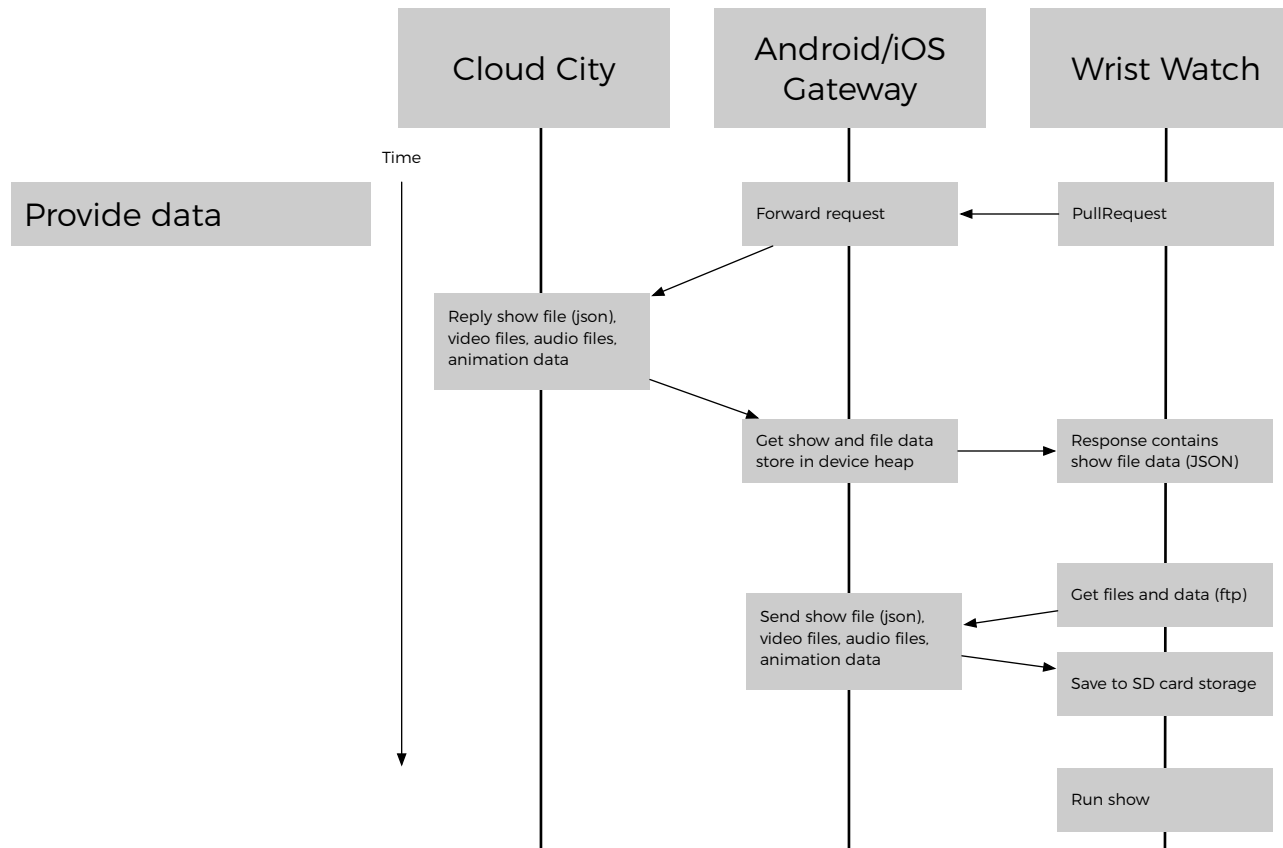 Cloud City
Android/iOS
Gateway
Wrist Watch
Time
Provide data
Forward request
PullRequest
Reply show file (json),
video files, audio files,
animation data
Get show and file data
store in device heap
Response contains
show file data (JSON)
Get files and data (ftp)
Send show file (json),
video files, audio files,
animation data
Save to SD card storage
Run show